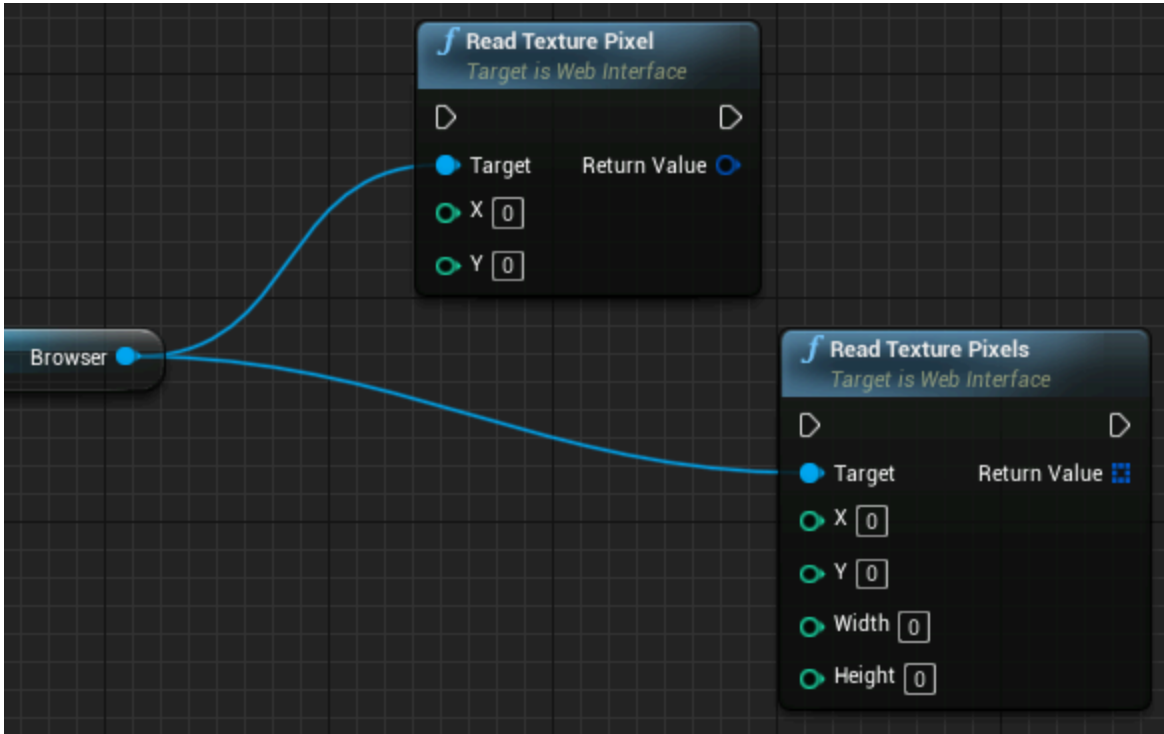 Read Texture Pixel
Target is Web Interface
Target Return Value
X 0
Y 0
Browser
Read Texture Pixels
Target is Web Interface
Target Return Value
X 0
Y 0
Width 0
Height 0